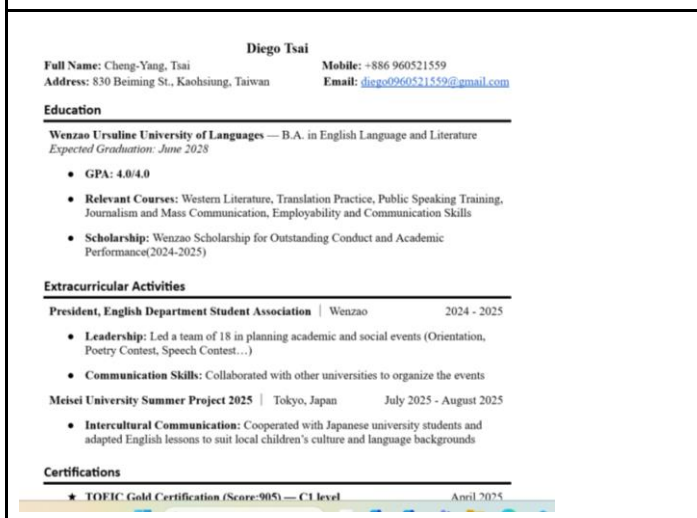 Diego Tsai
Full Name: Cheng-Yang, Tsai Mobile: +886 960521559
Address: 830 Beiming St., Kaohsiung, Taiwan Email: diego0960521559@gmail.com
Education
Wenzao Ursuline University of Languages — B.A. in English Language and Literature
Expected Graduation: June 2028
● GPA: 4.0/4.0
● Relevant Courses: Western Literature, Translation Practice, Public Speaking Training,
Journalism and Mass Communication, Employability and Communication Skills
● Scholarship: Wenzao Scholarship for Outstanding Conduct and Academic
Performance(2024-2025)
Extracurricular Activities
President, English Department Student Association | Wenzao 2024 - 2025
● Leadership: Led a team of 18 in planning academic and social events (Orientation,
Poetry Contest, Speech Contest…)
● Communication Skills: Collaborated with other universities to organize the events
Meisei University Summer Project 2025 | Tokyo, Japan July 2025 - August 2025
● Intercultural Communication: Cooperated with Japanese university students and
adapted English lessons to suit local children's culture and language backgrounds
Certifications
★ TOEIC Gold Certification (Score:905) — C1 level April 2025